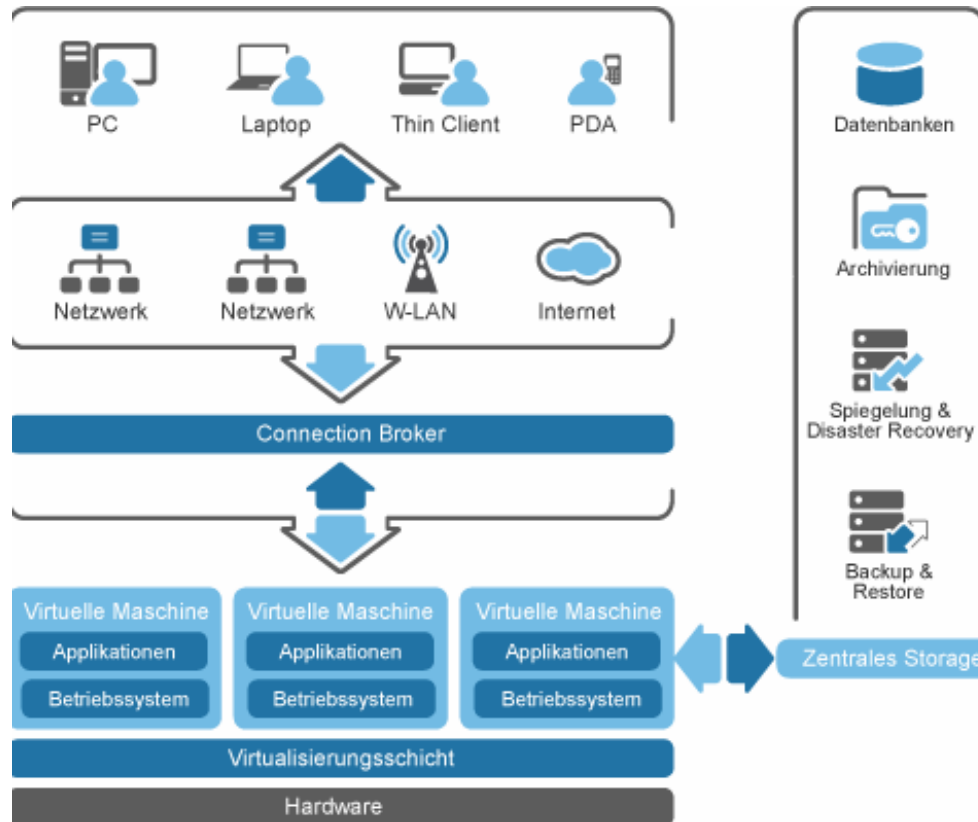 PC
Laptop
Thin Client
PDA
Netzwerk
Netzwerk
W-LAN
Internet
Connection Broker
Virtuelle Maschine
Applikationen
Betriebssystem
Virtuelle Maschine
Applikationen
Betriebssystem
Virtuelle Maschine
Applikationen
Betriebssystem
Virtualisierungsschicht
Hardware
Datenbanken
Archivierung
Spiegelung &
Disaster Recovery
Backup &
Restore
Zentrales Storage